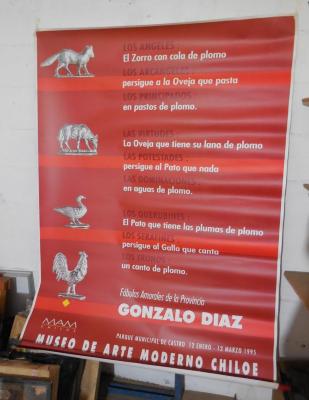 LOS ANGELES :
El Zorro con cola de plomo
LOS ARCANGELES :
persigue a la Oveja que pasta
LOS PRINCIPADOS :
en pastos de plomo.
LAS VIRTUDES :
La Oveja que tiene su lana de plomo
LAS POTESTADES :
persigue al Pato que nada
LAS DOMINACIONES :
en aguas de plomo.
LOS QUERUBINES :
El Pato que tiene las plumas de plomo
LOS SERAFINES :
persigue al Gallo que canta
LOS TRONOS :
un canto de plomo.
Fábulas Amorales de la Provincia
GONZALO DIAZ
MAM
PARQUE MUNICIPAL DE CASTRO 12 ENERO - 12 MARZO 1995
MUSEO DE ARTE MODERNO CHILOE